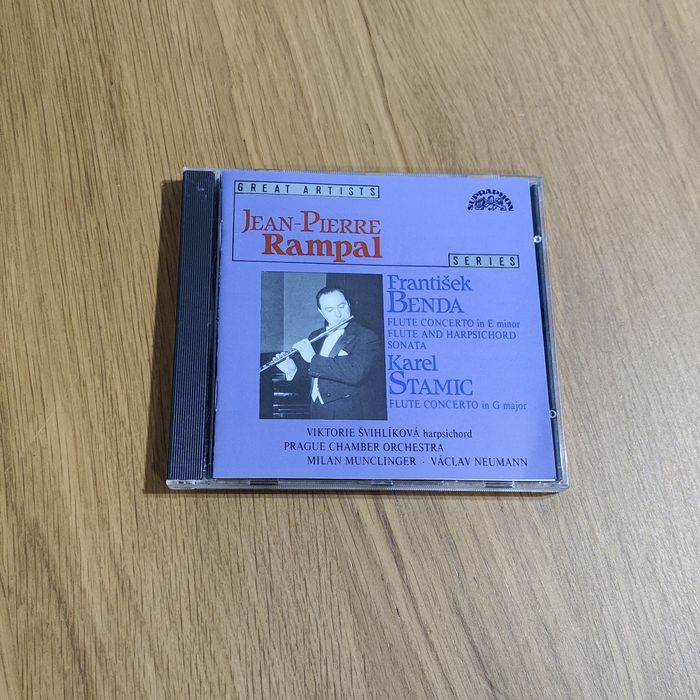 GREAT ARTISTS
SUPRAPHON
JEAN-PIERRE
Rampal
SERIES
František
BENDA
FLUTE CONCERTO in E minor
FLUTE AND HARPSICHORD
SONATA
Karel
STAMIC
FLUTE CONCERTO in G major
VIKTORIE ŠVIHLÍKOVÁ harpsichord
PRAGUE CHAMBER ORCHESTRA
MILAN MUNCLINGER · VÁCLAV NEUMANN